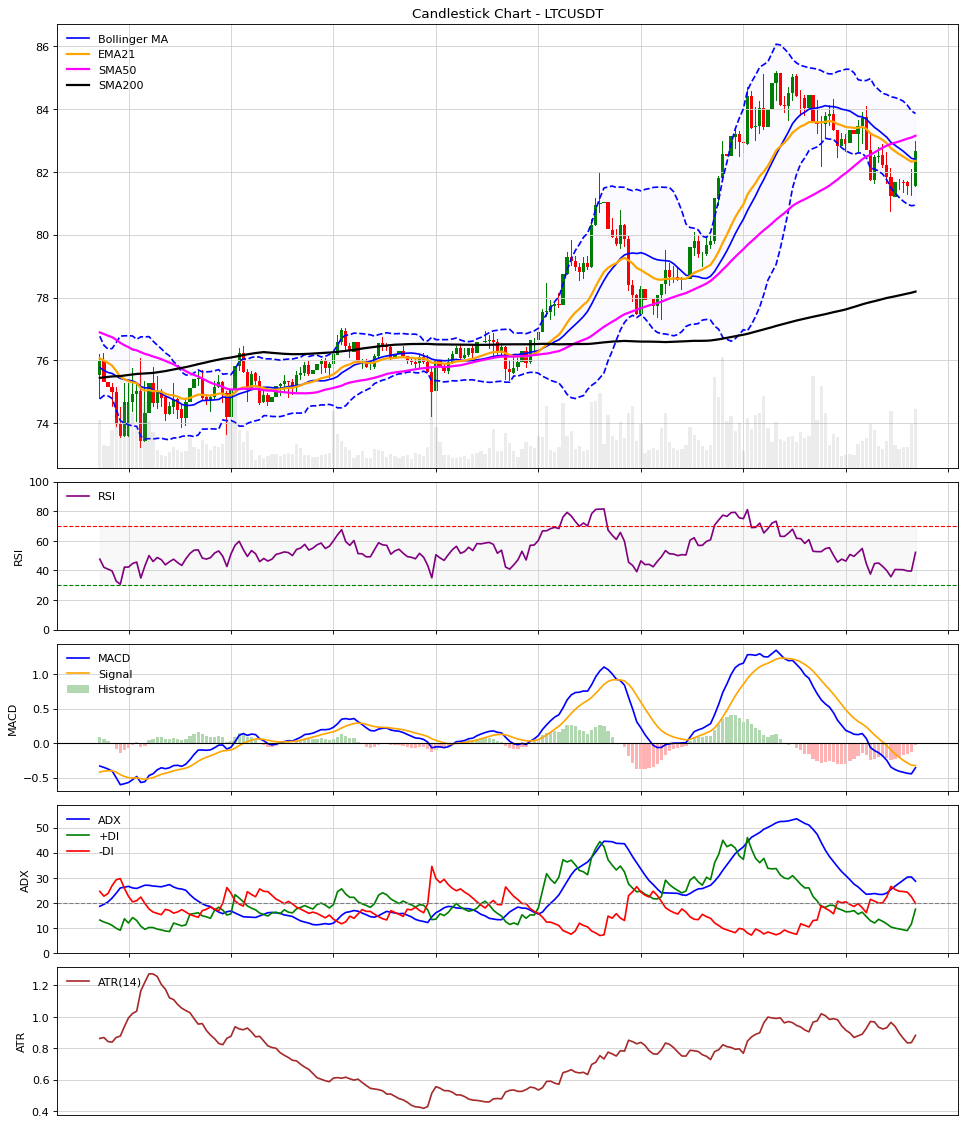 Candlestick Chart - LTCUSDT
Bollinger MA
EMA21
SMA50
SMA200
86
84
82
80
78
76
74
RSI
RSI
100
80
60
40
20
0
MACD
Signal
Histogram
MACD
1.0
0.5
0.0
−0.5
ADX
+DI
-DI
ADX
50
40
30
20
10
0
ATR(14)
ATR
1.2
1.0
0.8
0.6
0.4